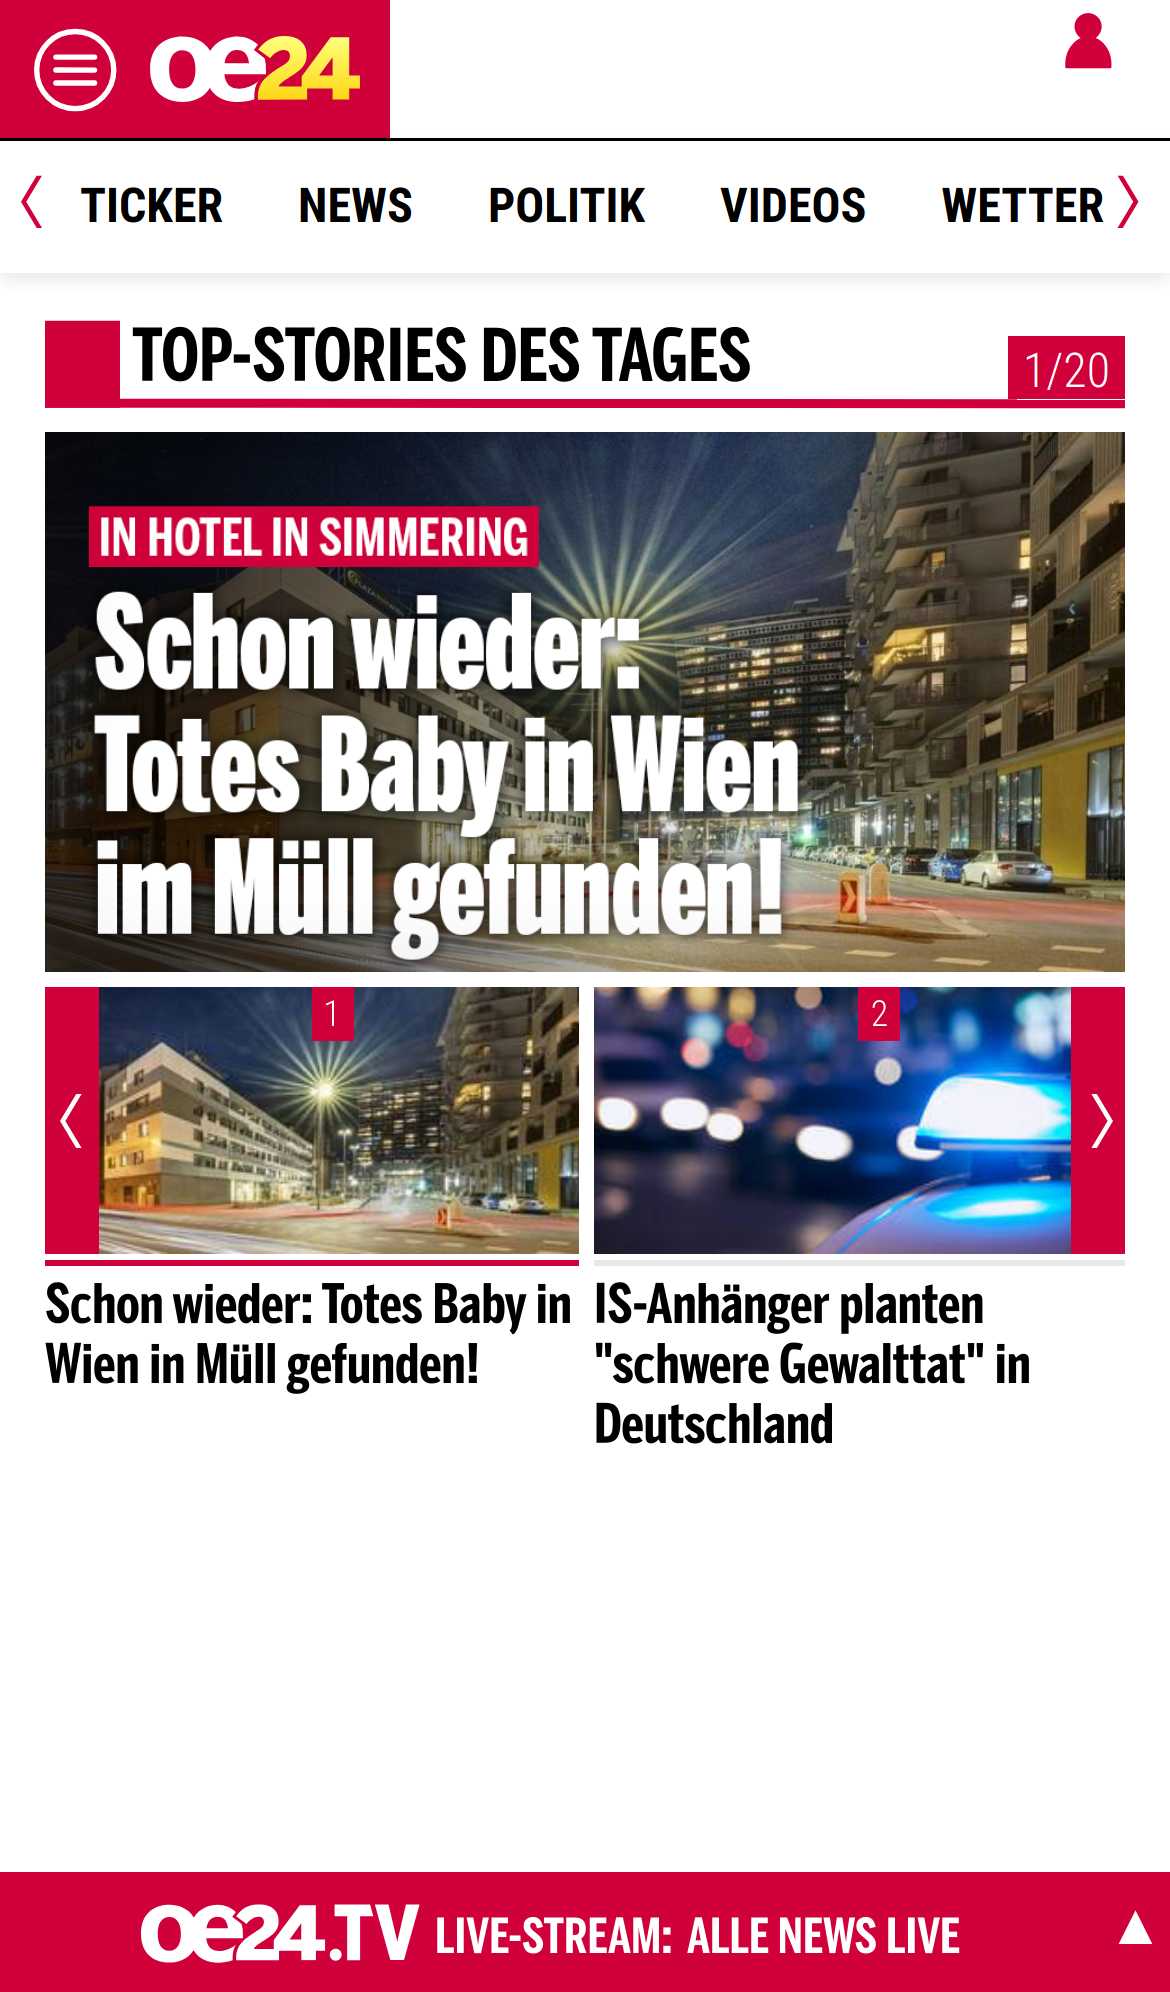 oe24
TICKER NEWS POLITIK VIDEOS WETTER
TOP-STORIES DES TAGES
1/20
IN HOTEL IN SIMMERING
Schon wieder:
Totes Baby in Wien
im Müll gefunden!
1
2
Schon wieder: Totes Baby in
Wien in Müll gefunden!
IS-Anhänger planten
"schwere Gewalttat" in
Deutschland
oe24.TV LIVE-STREAM: ALLE NEWS LIVE